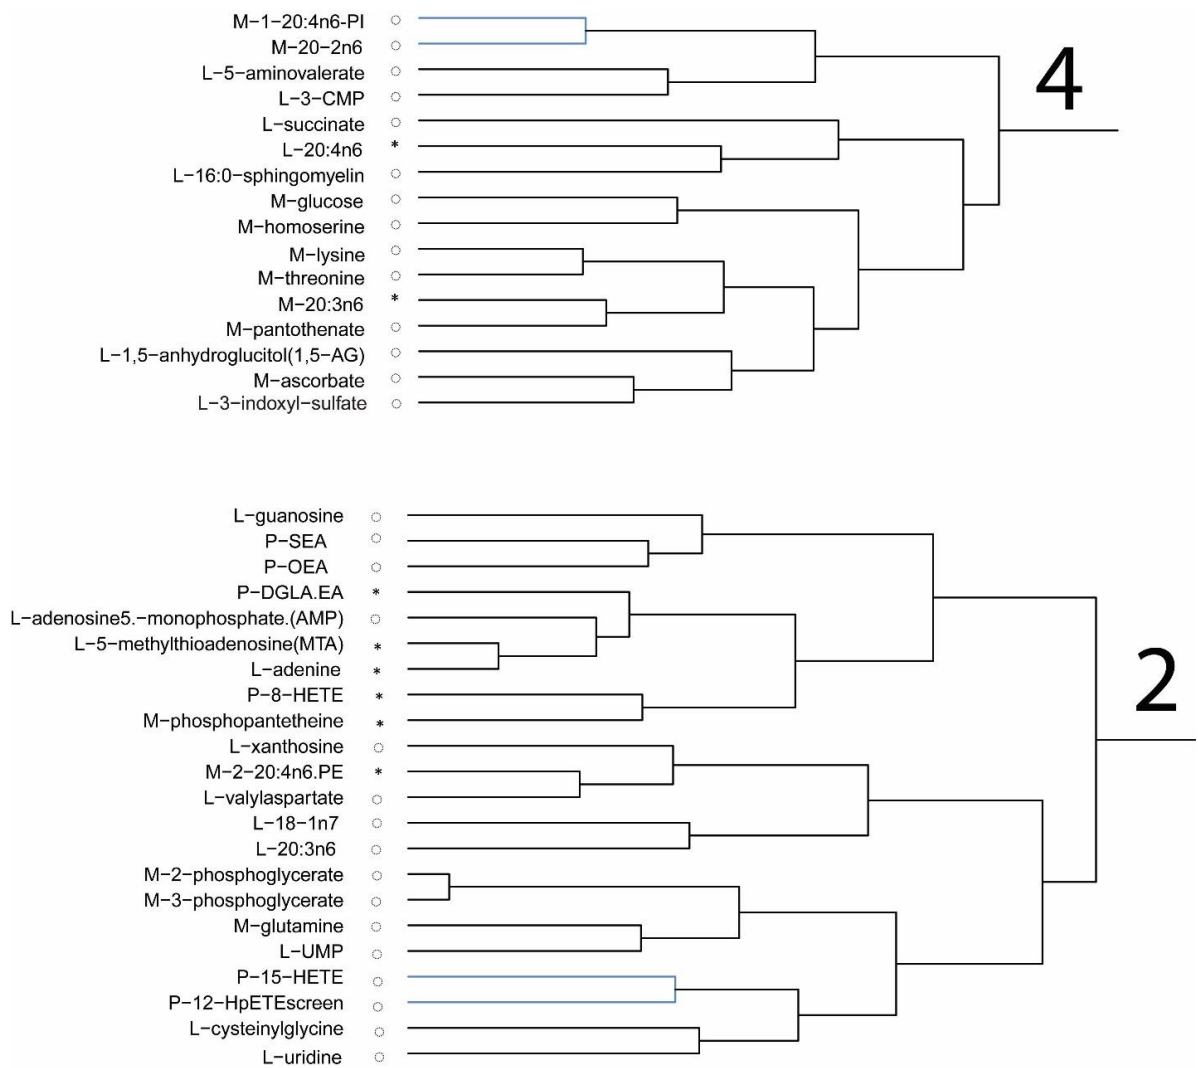 M−1−20:4n6-PI
M−20−2n6
L−5−aminovalerate
L−3−CMP
4
L−succinate
L−20:4n6 *
L−16:0−sphingomyelin
M−glucose
M−homoserine
M−lysine
M−threonine
M−20:3n6 *
M−pantothenate
L−1,5−anhydroglucitol(1,5−AG)
M−ascorbate
L−3−indoxyl−sulfate
L−guanosine
P−SEA
P−OEA
P−DGLA.EA *
L−adenosine5.−monophosphate.(AMP)
L−5−methylthioadenosine(MTA) *
L−adenine *
2
P−8−HETE *
M−phosphopantetheine *
L−xanthosine
M−2−20:4n6.PE *
L−valylaspartate
L−18−1n7
L−20:3n6
M−2−phosphoglycerate
M−3−phosphoglycerate
M−glutamine
L−UMP
P−15−HETE
P−12−HpETEscreen
L−cysteinylglycine
L−uridine